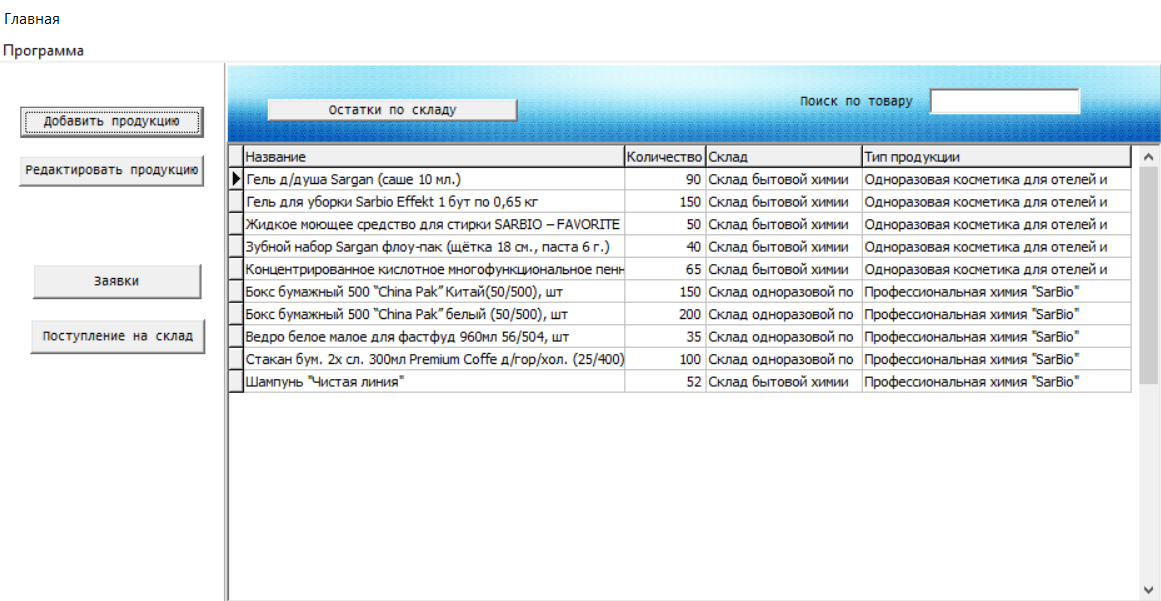 Главная
Программа
Добавить продукцию
Редактировать продукцию
Заявки
Поступление на склад
Остатки по складу
Поиск по товару
Название Количество Склад Тип продукции
Гель д/душа Sargan (саше 10 мл.) 90 Склад бытовой химии Одноразовая косметика для отелей и
Гель для уборки Sarbio Effekt 1 бут по 0,65 кг 150 Склад бытовой химии Одноразовая косметика для отелей и
Жидкое моющее средство для стирки SARBIO – FAVORITE 50 Склад бытовой химии Одноразовая косметика для отелей и
Зубной набор Sargan флоу-пак (щётка 18 см., паста 6 г.) 40 Склад бытовой химии Одноразовая косметика для отелей и
Концентрированное кислотное многофункциональное пенн 65 Склад бытовой химии Одноразовая косметика для отелей и
Бокс бумажный 500 "China Pak" Китай(50/500), шт 150 Склад одноразовой по Профессиональная химия "SarBio"
Бокс бумажный 500 "China Pak" белый (50/500), шт 200 Склад одноразовой по Профессиональная химия "SarBio"
Ведро белое малое для фастфуд 960мл 56/504, шт 35 Склад одноразовой по Профессиональная химия "SarBio"
Стакан бум. 2х сл. 300мл Premium Coffe д/гор/хол. (25/400) 100 Склад одноразовой по Профессиональная химия "SarBio"
Шампунь "Чистая линия" 52 Склад бытовой химии Профессиональная химия "SarBio"